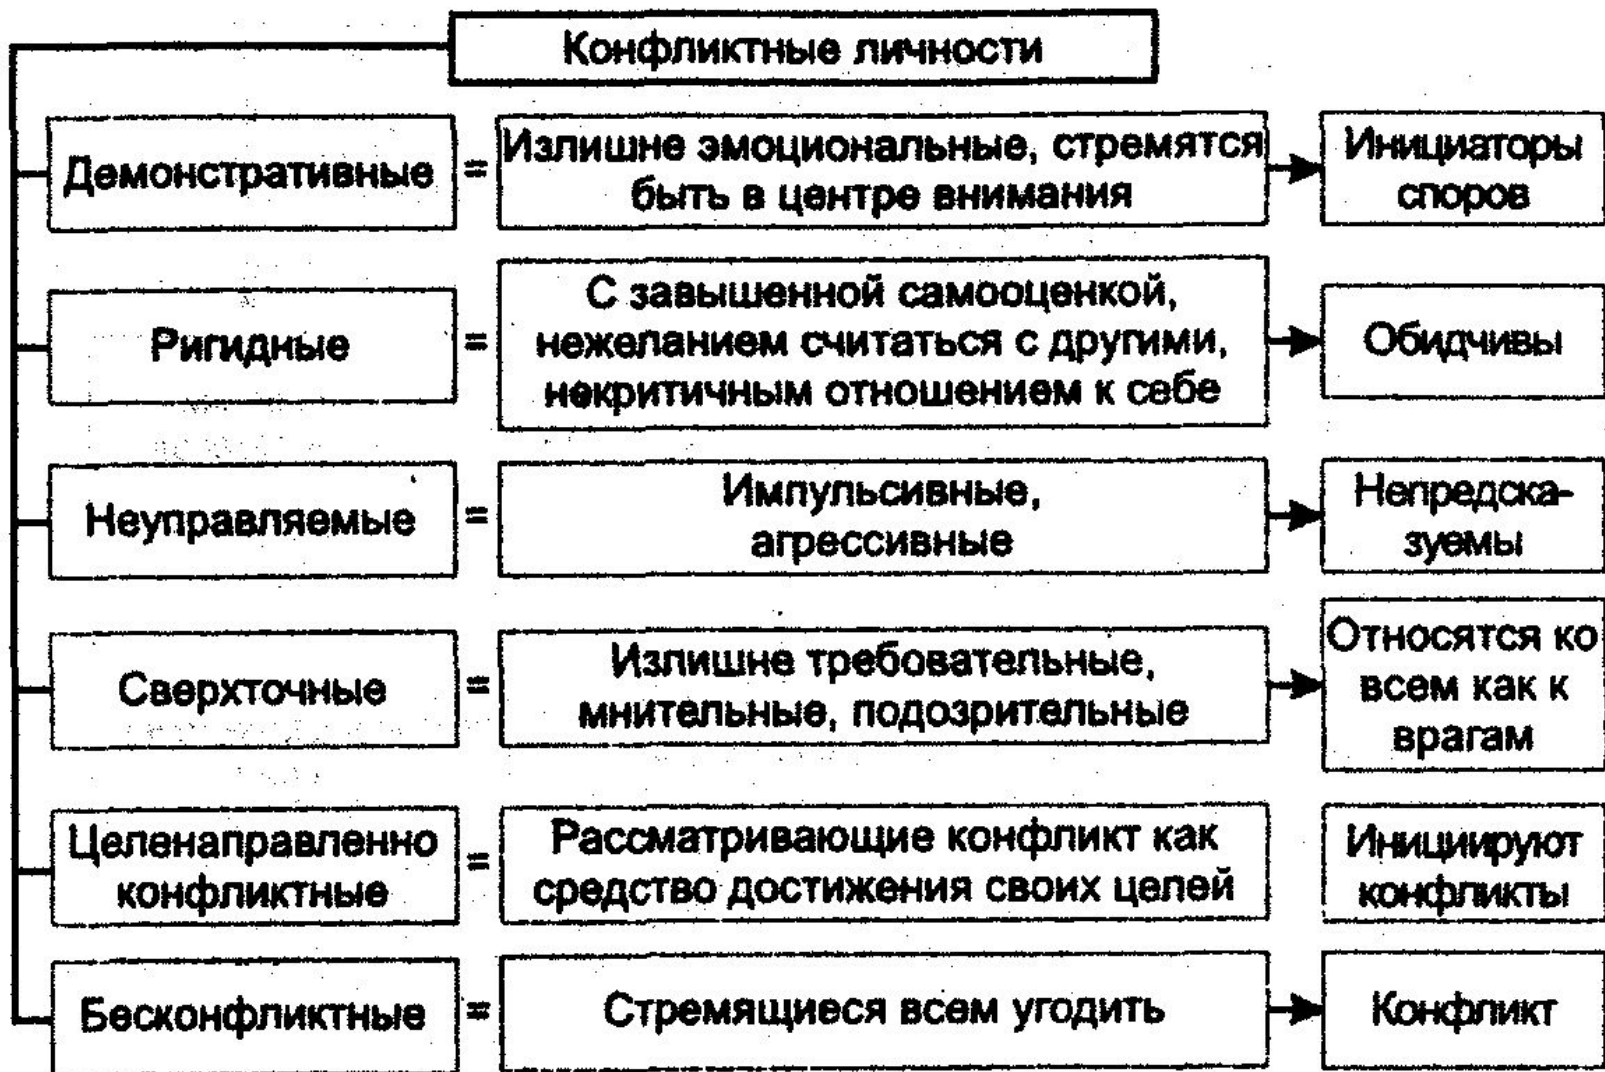 Конфликтные личности
Демонстративные
=
Излишне эмоциональные, стремятся
быть в центре внимания
Инициаторы
споров
Ригидные
=
С завышенной самооценкой,
нежеланием считаться с другими,
некритичным отношением к себе
Обидчивы
Неуправляемые
=
Импульсивные,
агрессивные
Непредска-
зуемы
Сверхточные
=
Излишне требовательные,
мнительные, подозрительные
Относятся ко
всем как к
врагам
Целенаправленно
конфликтные
=
Рассматривающие конфликт как
средство достижения своих целей
Инициируют
конфликты
Бесконфликтные
=
Стремящиеся всем угодить
Конфликт